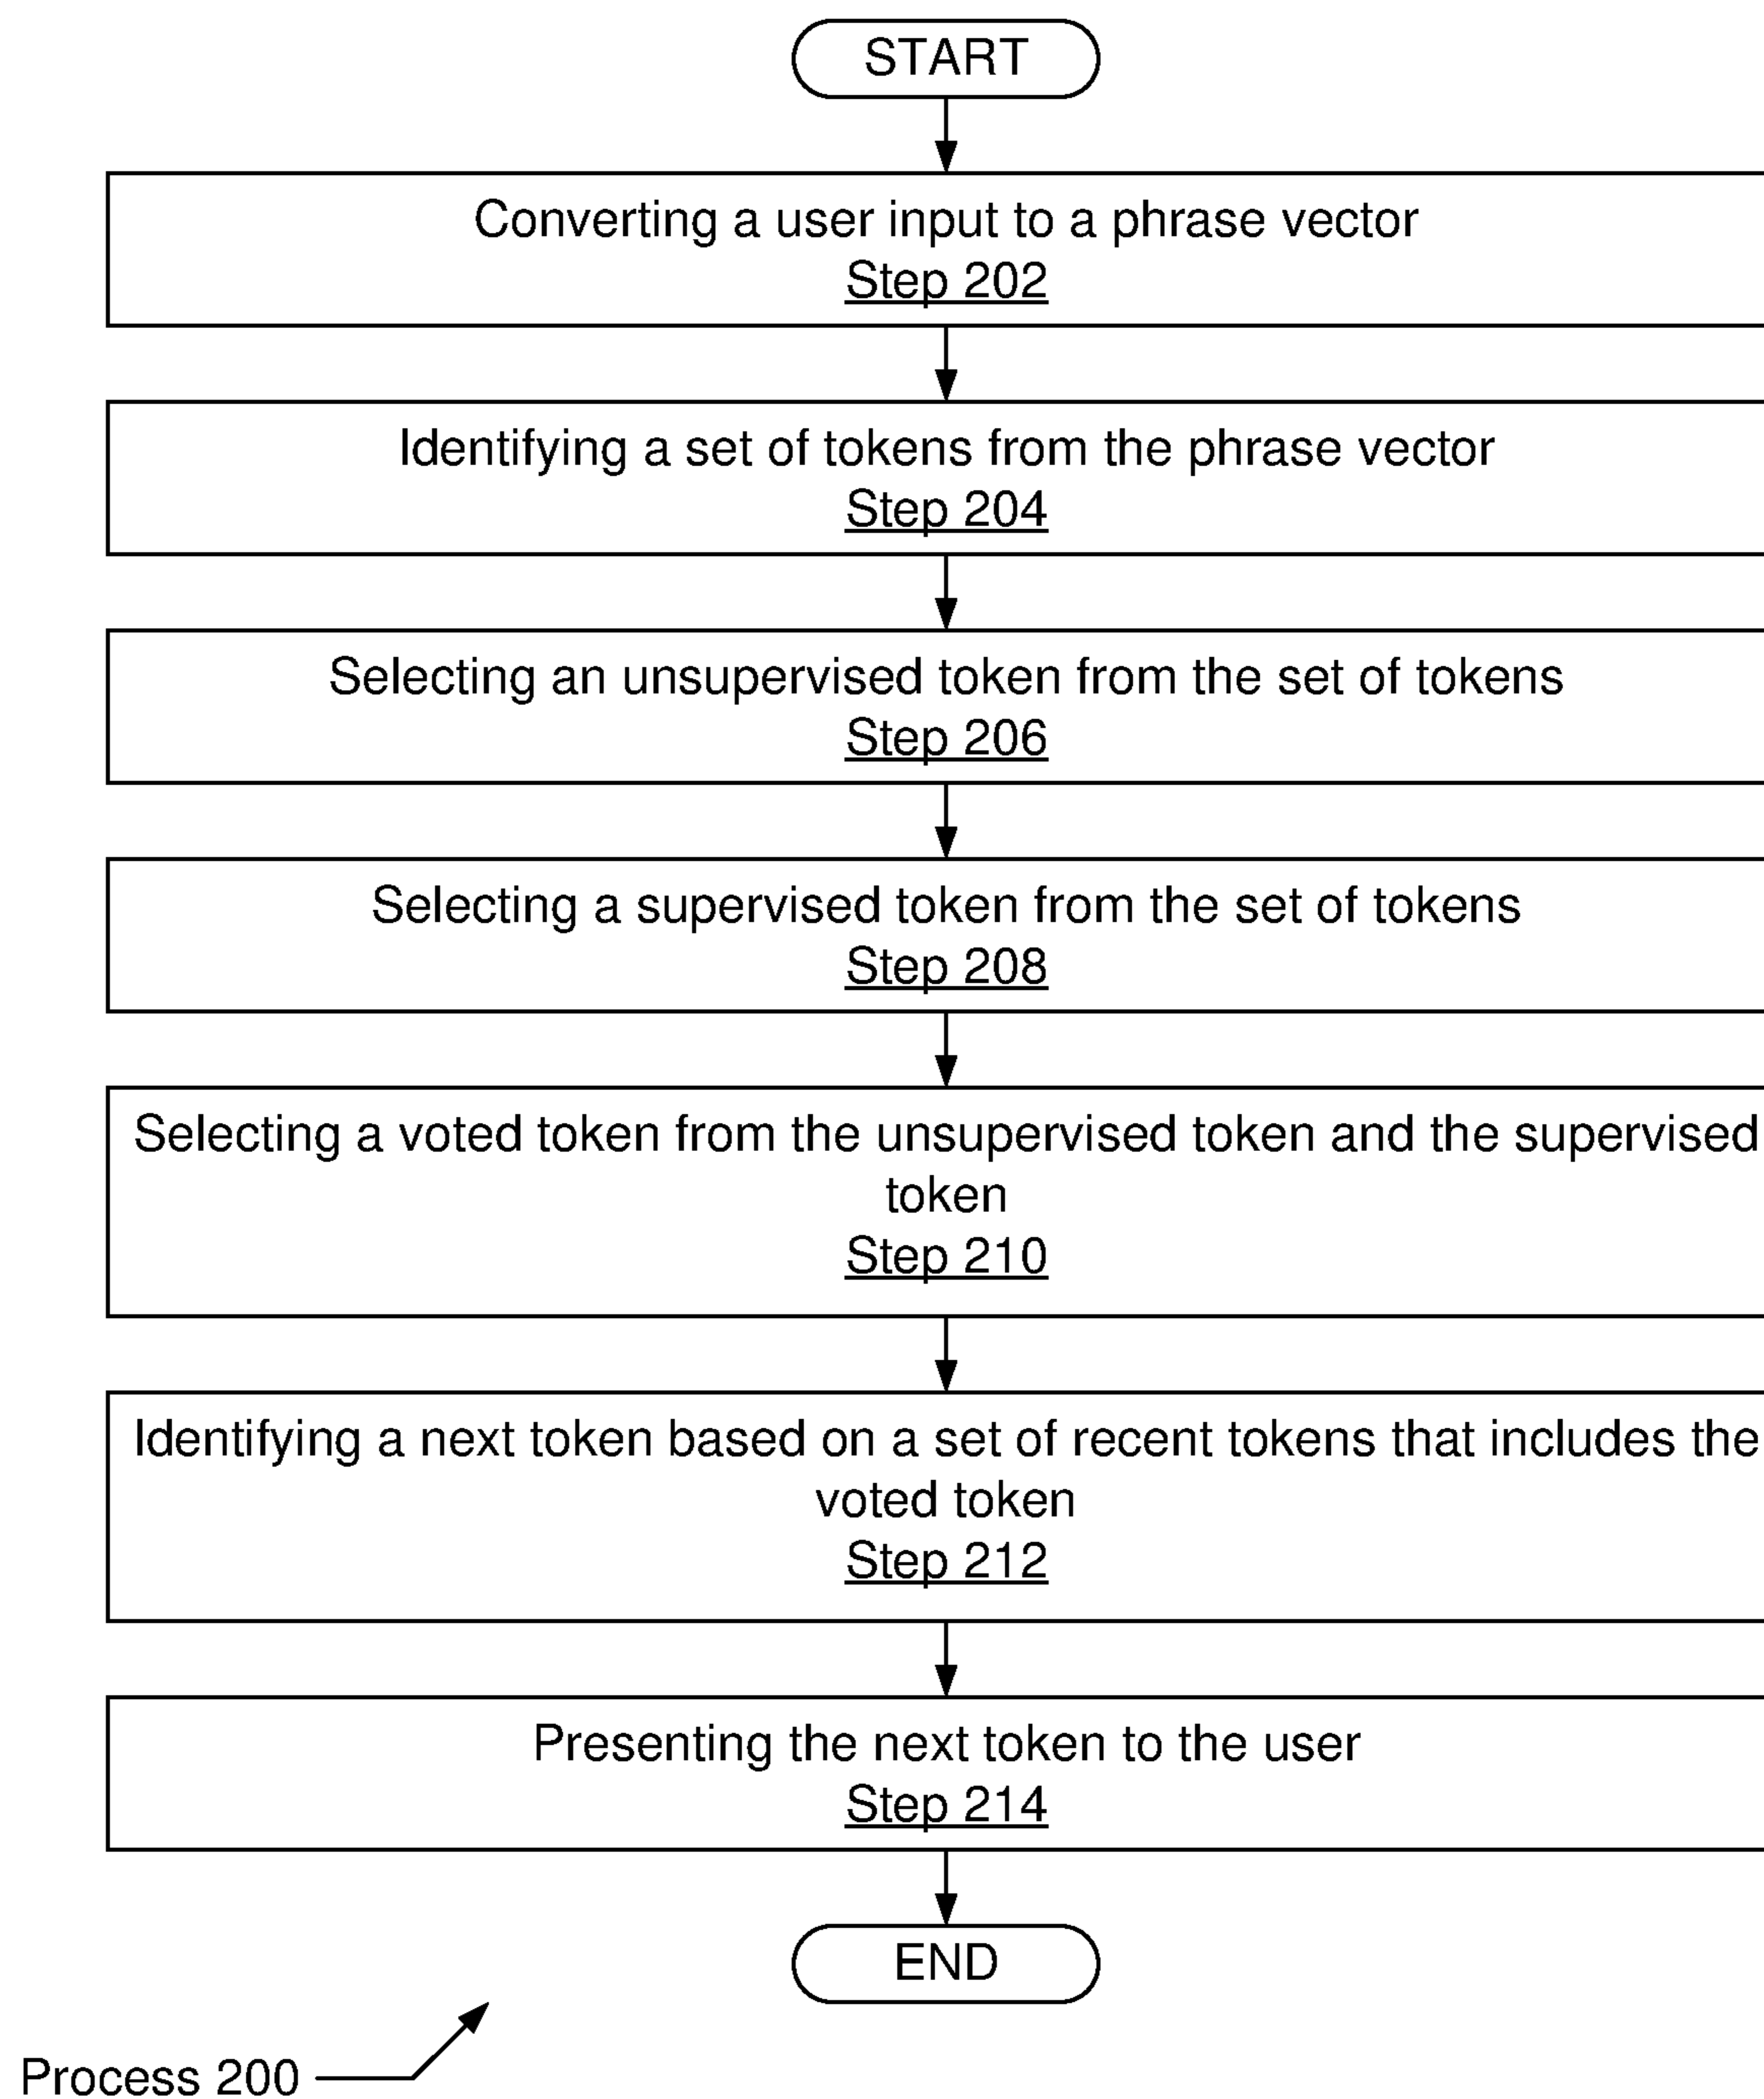 START
Converting a user input to a phrase vector
Step 202
Identifying a set of tokens from the phrase vector
Step 204
Selecting an unsupervised token from the set of tokens
Step 206
Selecting a supervised token from the set of tokens
Step 208
Selecting a voted token from the unsupervised token and the supervised
token
Step 210
Identifying a next token based on a set of recent tokens that includes the
voted token
Step 212
Presenting the next token to the user
Step 214
END
Process 200